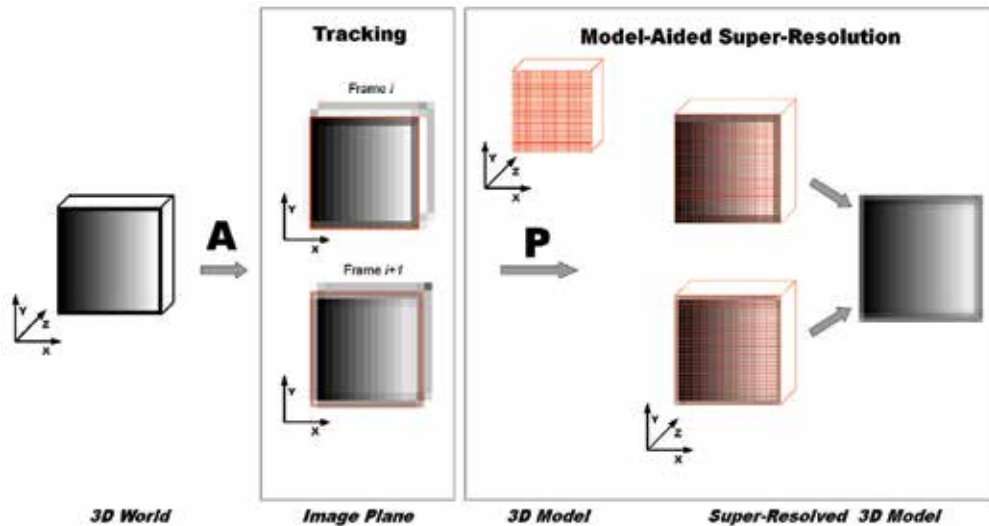 Tracking
Model-Aided Super-Resolution
Frame i
Y
Z
X
Y
X
A
P
Frame i+1
Y
Z
X
Y
X
Y
Z
X
3D World
Image Plane
3D Model
Super-Resolved 3D Model